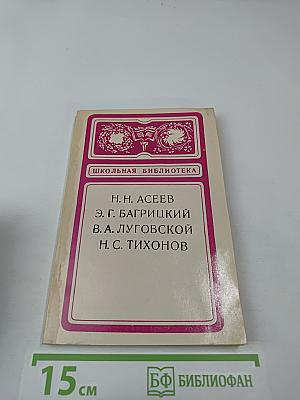 ШКОЛЬНАЯ БИБЛИОТЕКА
Н. Н. АСЕЕВ
Э. Г. БАГРИЦКИЙ
В. А. ЛУГОВСКОЙ
Н. С. ТИХОНОВ
15 см
БФ БИБЛИОФАН